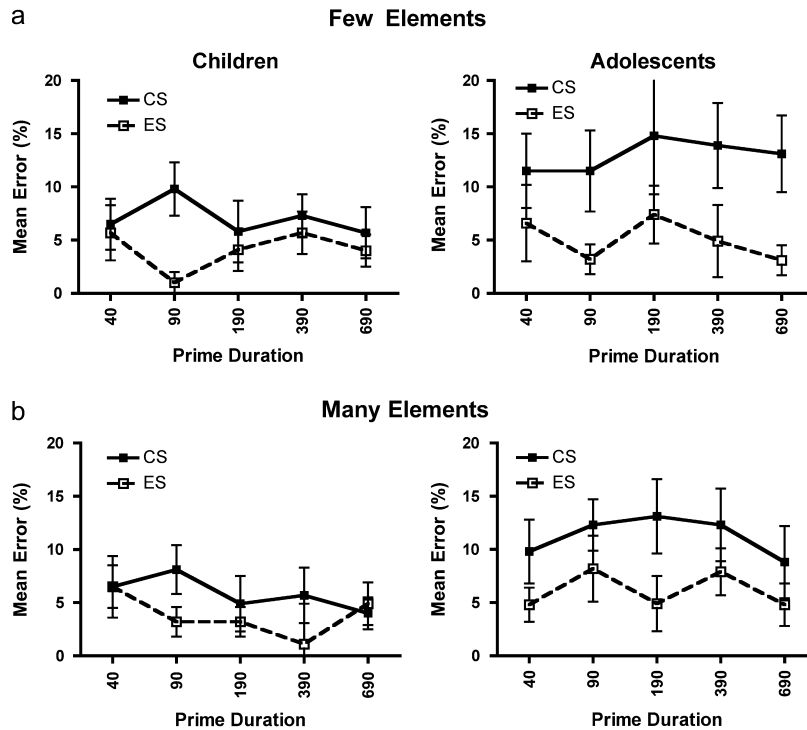 a
Few Elements
Children
Adolescents
Mean Error (%)
20
15
10
5
0
CS
ES
40
90
190
390
690
Prime Duration
Mean Error (%)
20
15
10
5
0
CS
ES
40
90
190
390
690
Prime Duration
b
Many Elements
Mean Error (%)
20
15
10
5
0
CS
ES
40
90
190
390
690
Prime Duration
Mean Error (%)
20
15
10
5
0
CS
ES
40
90
190
390
690
Prime Duration